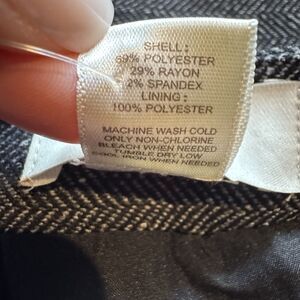 SHELL:
69% POLYESTER
29% RAYON
2% SPANDEX
LINING:
100% POLYESTER
MACHINE WASH COLD
ONLY NON-CHLORINE
BLEACH WHEN NEEDED
TUMBLE DRY LOW
COOL IRON WHEN NEEDED